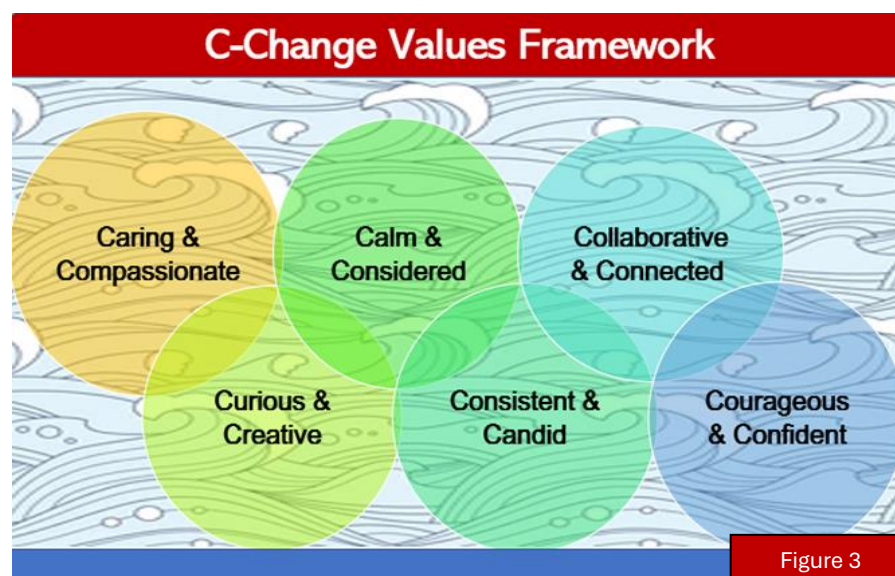 C-Change Values Framework
Caring &
Compassionate
Calm &
Considered
Collaborative
& Connected
Curious &
Creative
Consistent &
Candid
Courageous
& Confident
Figure 3